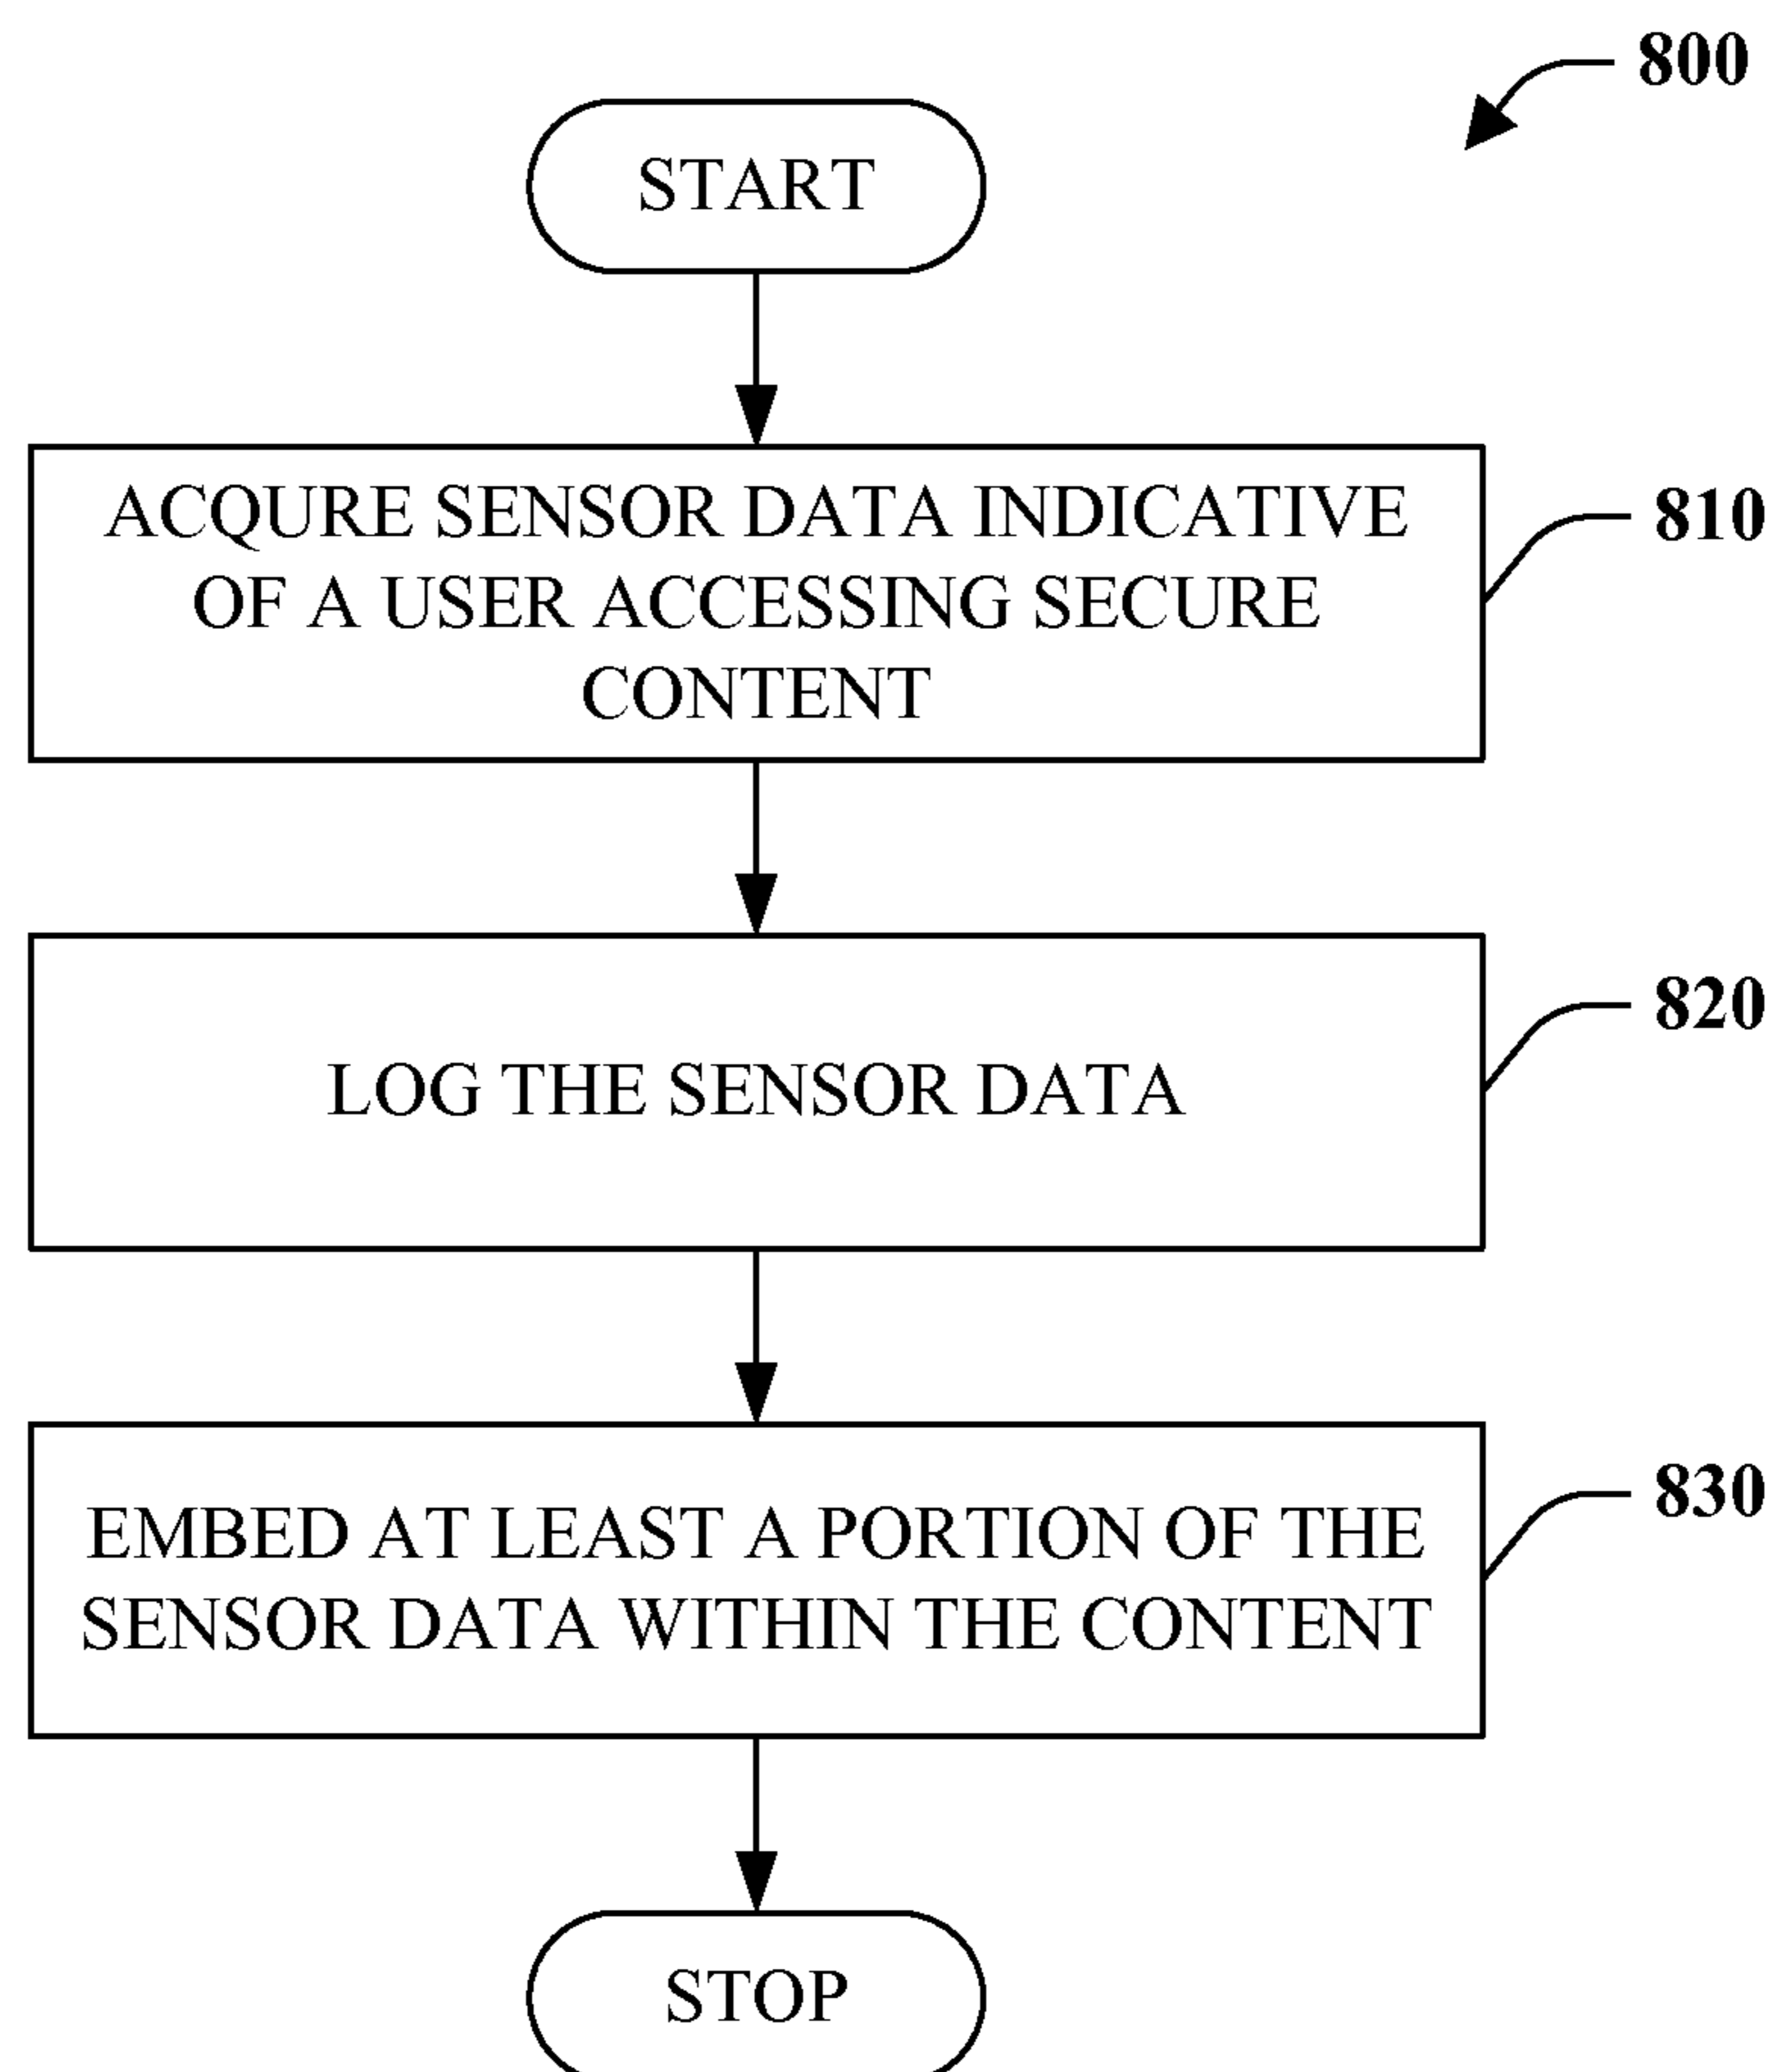 800
START
ACQURE SENSOR DATA INDICATIVE
OF A USER ACCESSING SECURE
CONTENT
810
LOG THE SENSOR DATA
820
EMBED AT LEAST A PORTION OF THE
SENSOR DATA WITHIN THE CONTENT
830
STOP